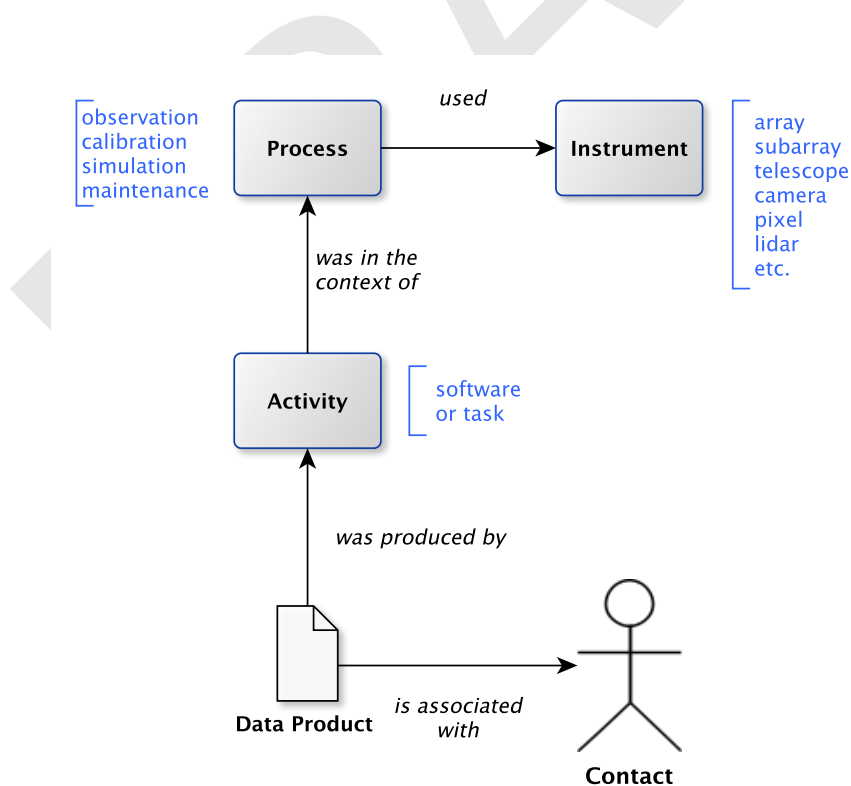 used
observation
calibration
simulation
maintenance
Process
Instrument
array
subarray
telescope
camera
pixel
lidar
etc.
was in the
context of
Activity
software
or task
was produced by
Data Product
is associated
with
Contact